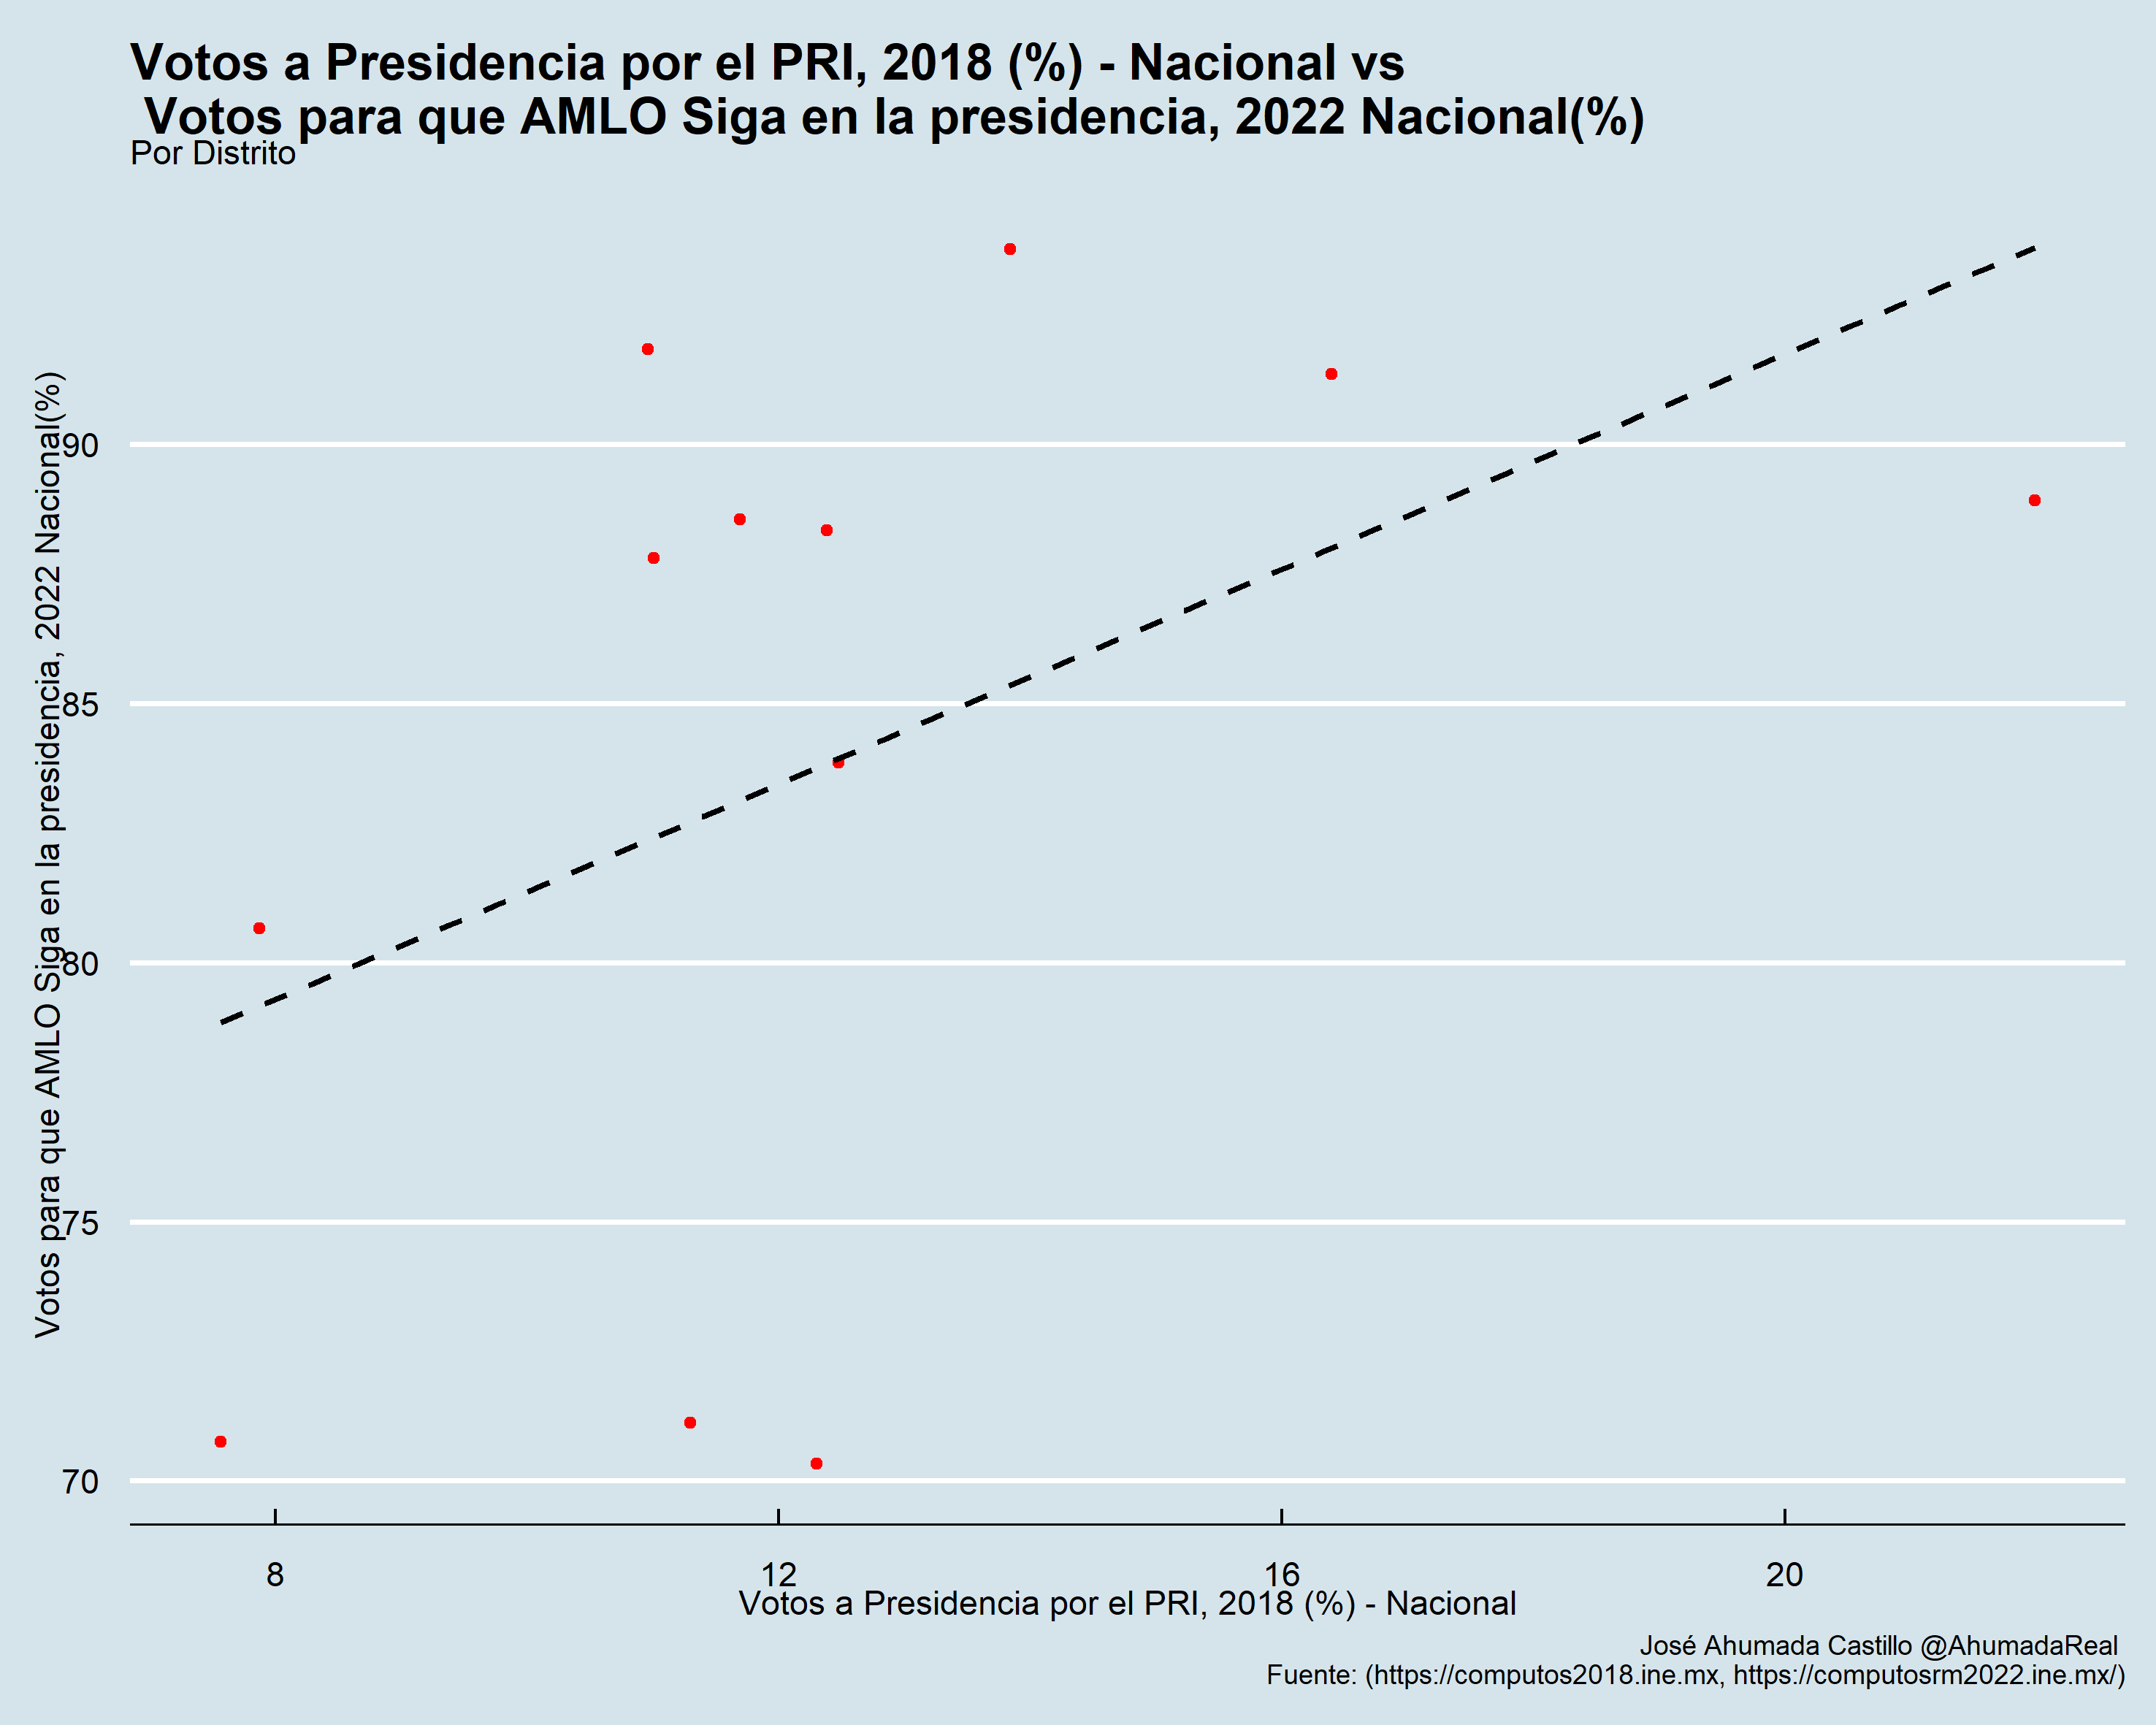 Votos a Presidencia por el PRI, 2018 (%) - Nacional vs
Votos para que AMLO Siga en la presidencia, 2022 Nacional(%)
Por Distrito
Votos para que AMLO Siga en la presidencia, 2022 Nacional(%)
90
85
80
75
70
8 12 16 20
Votos a Presidencia por el PRI, 2018 (%) - Nacional
José Ahumada Castillo @AhumadaReal
Fuente: (https://computos2018.ine.mx, https://computosrm2022.ine.mx/)